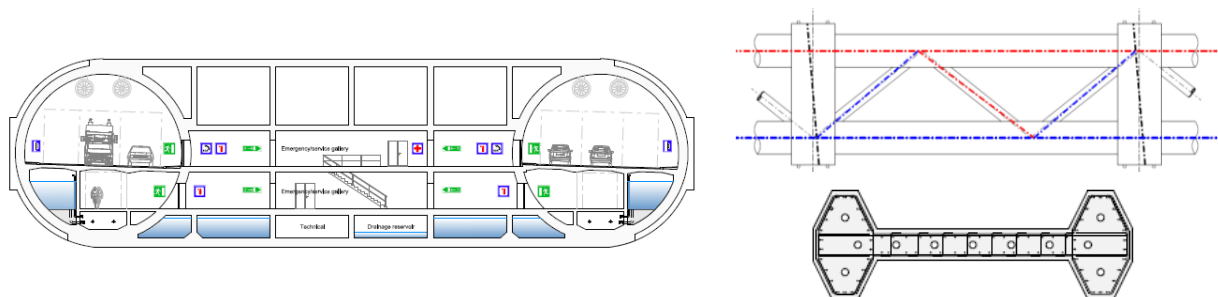 Emergency/service gallery
Emergency/service gallery
Technical
Drainage reservoir